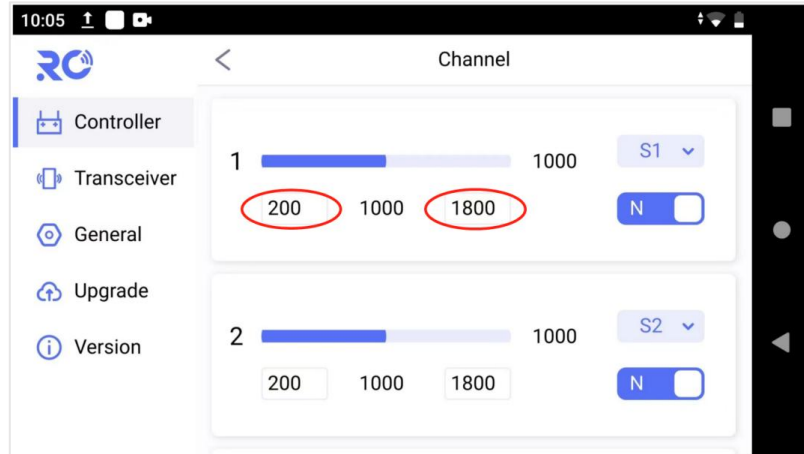 10:05
RC
Channel
Controller
Transceiver
General
Upgrade
Version
1
1000
S1
200 1000 1800
N
2
1000
S2
200 1000 1800
N